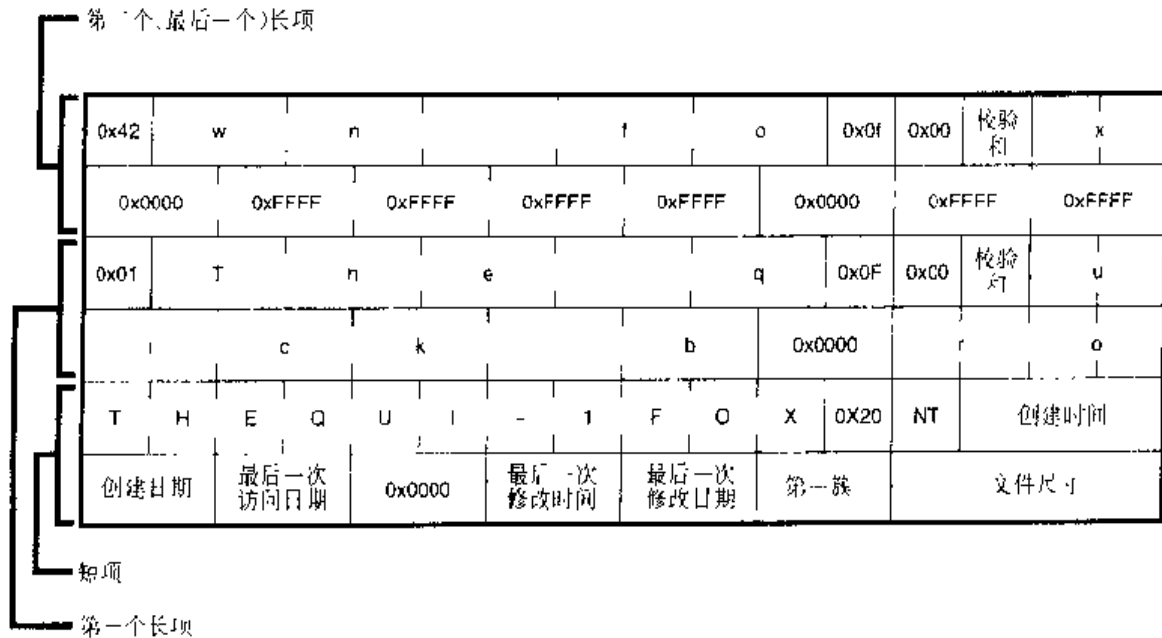 第二个、最后一个)长项
0x42 w n f o 0x0f 0x00 校验和 x
0x0000 0xFFFF 0xFFFF 0xFFFF 0xFFFF 0x0000 0xFFFF 0xFFFF
0x01 T h e q 0x0F 0x00 校验和 u
i c k b 0x0000 r o
T H E Q U I ~ 1 F O X 0X20 NT 创建时间
创建日期 最后一次访问日期 0x0000 最后一次修改时间 最后一次修改日期 第一族 文件尺寸
短项
第一个长项